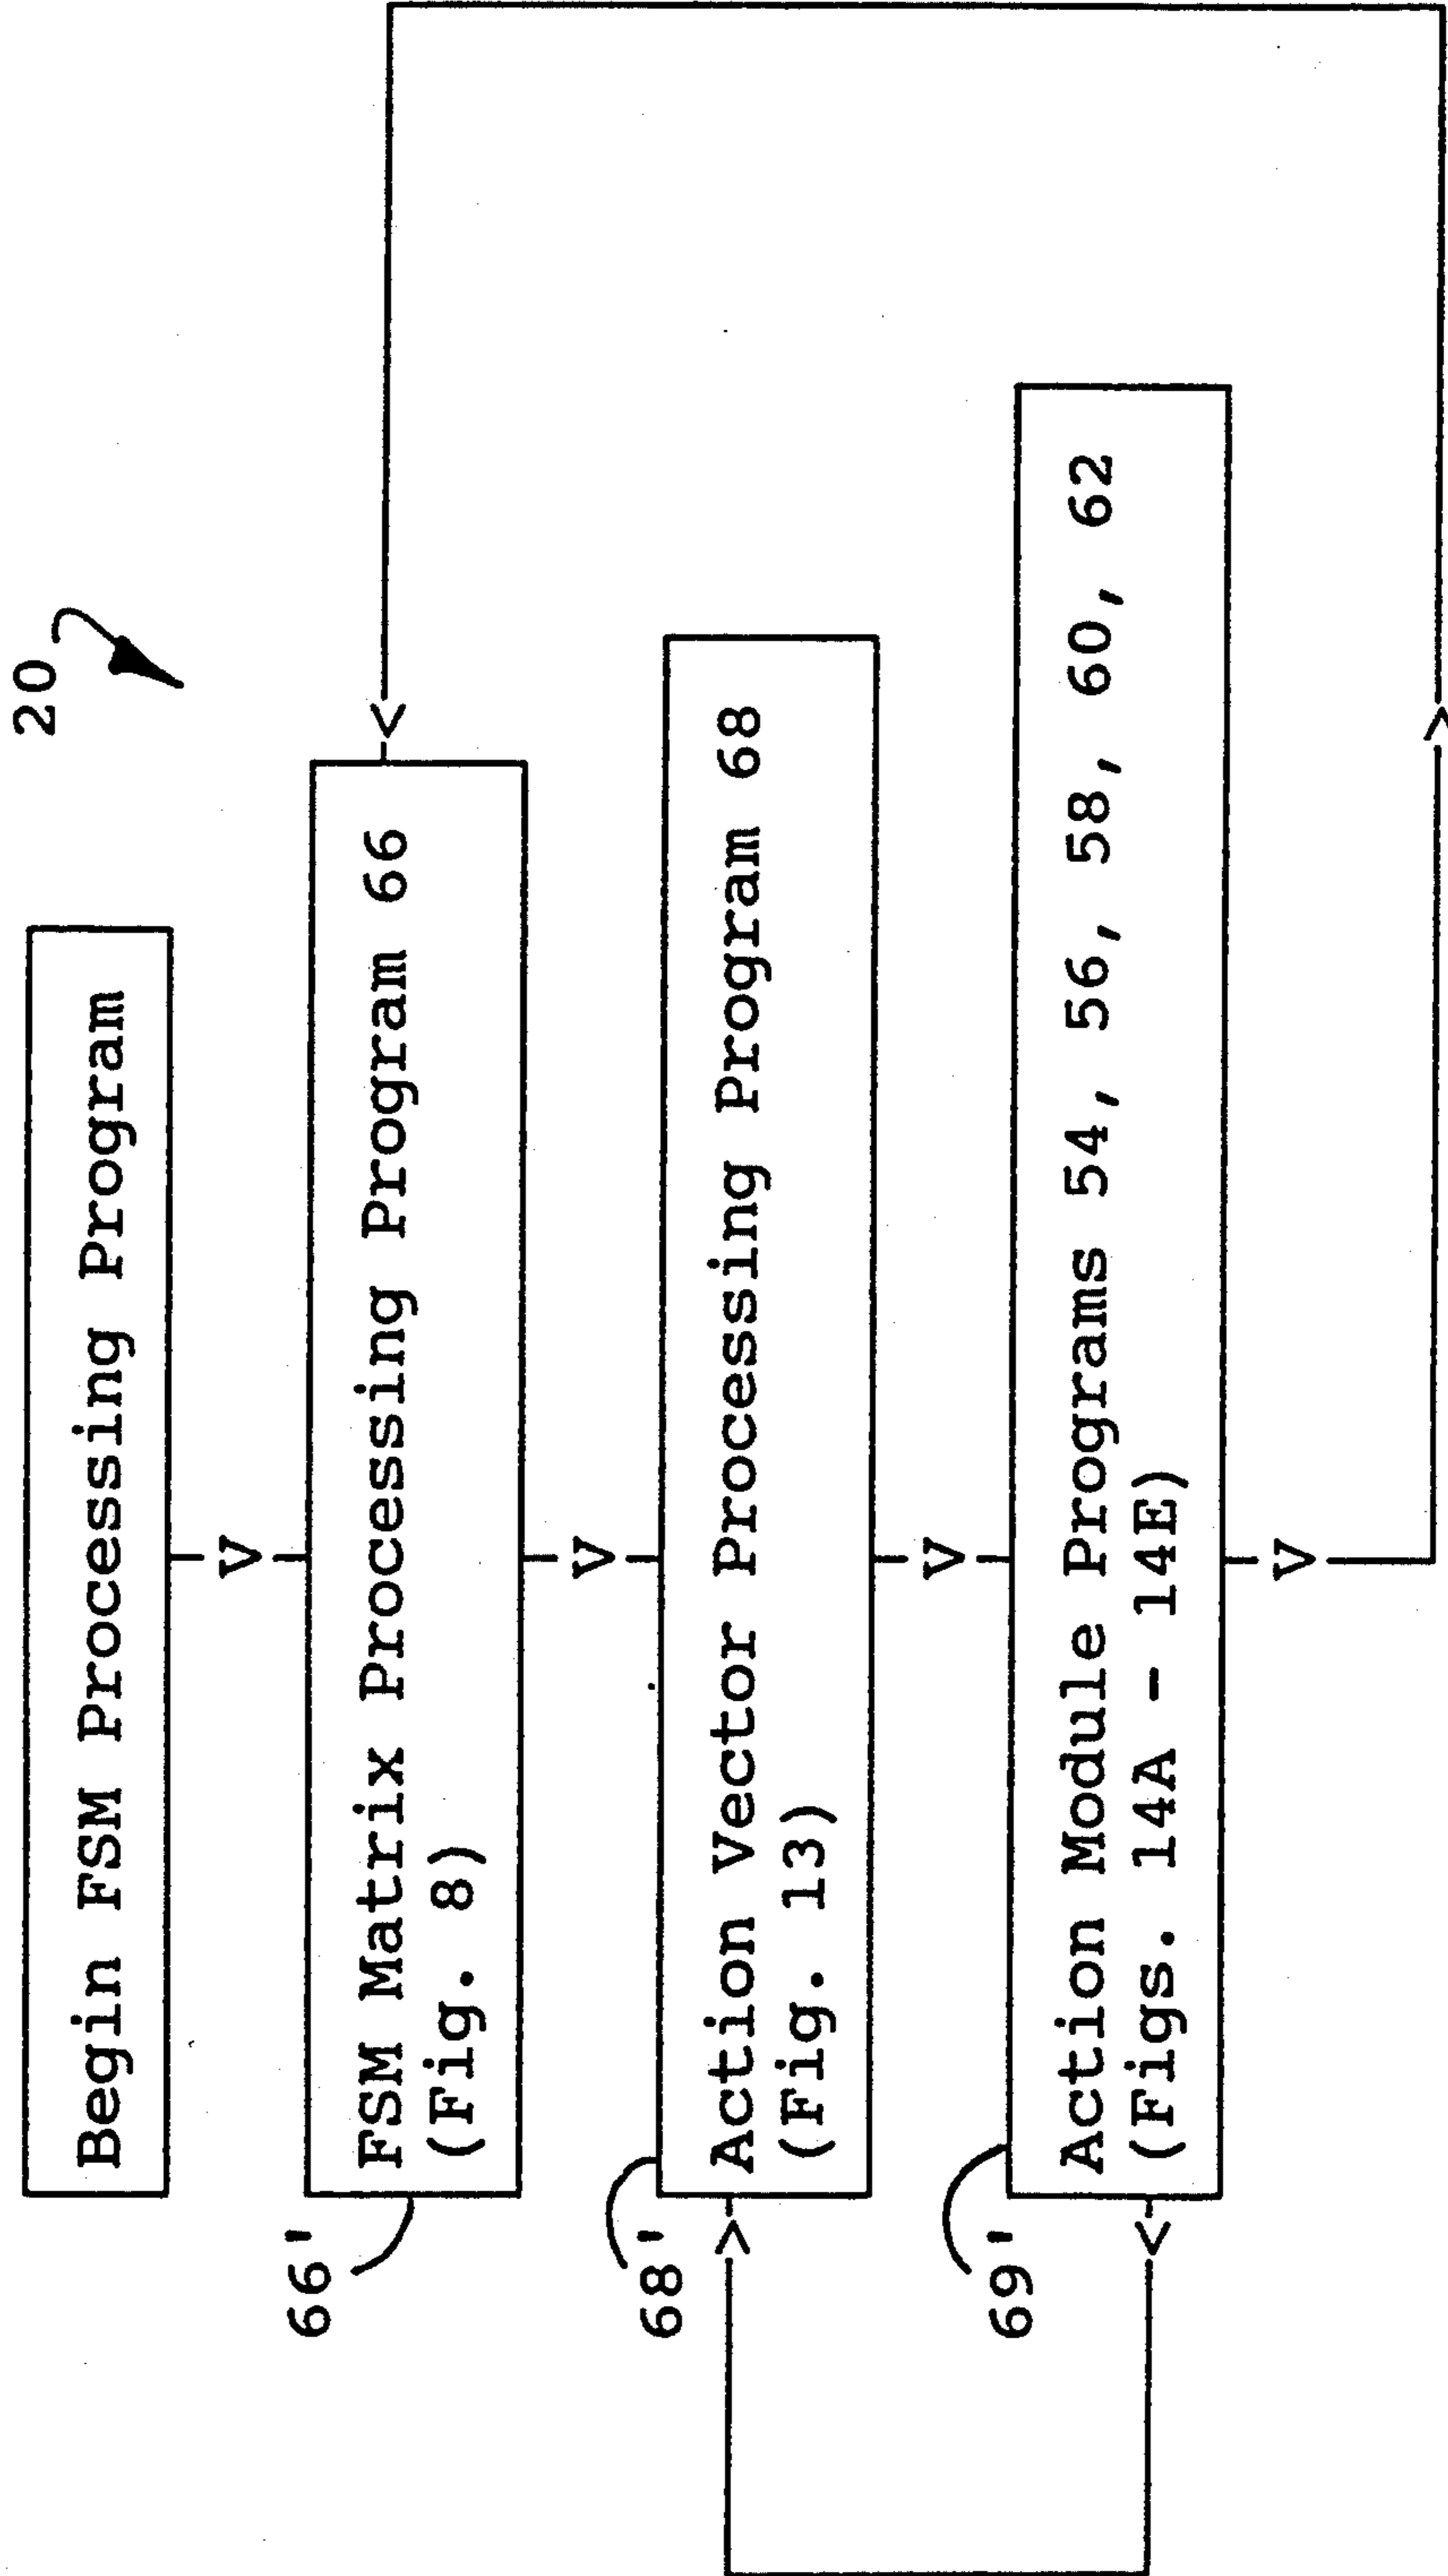 20
Begin FSM Processing Program
66'
FSM Matrix Processing Program 66
(Fig. 8)
68'
Action Vector Processing Program 68
(Fig. 13)
69'
Action Module Programs 54, 56, 58, 60, 62
(Figs. 14A - 14E)